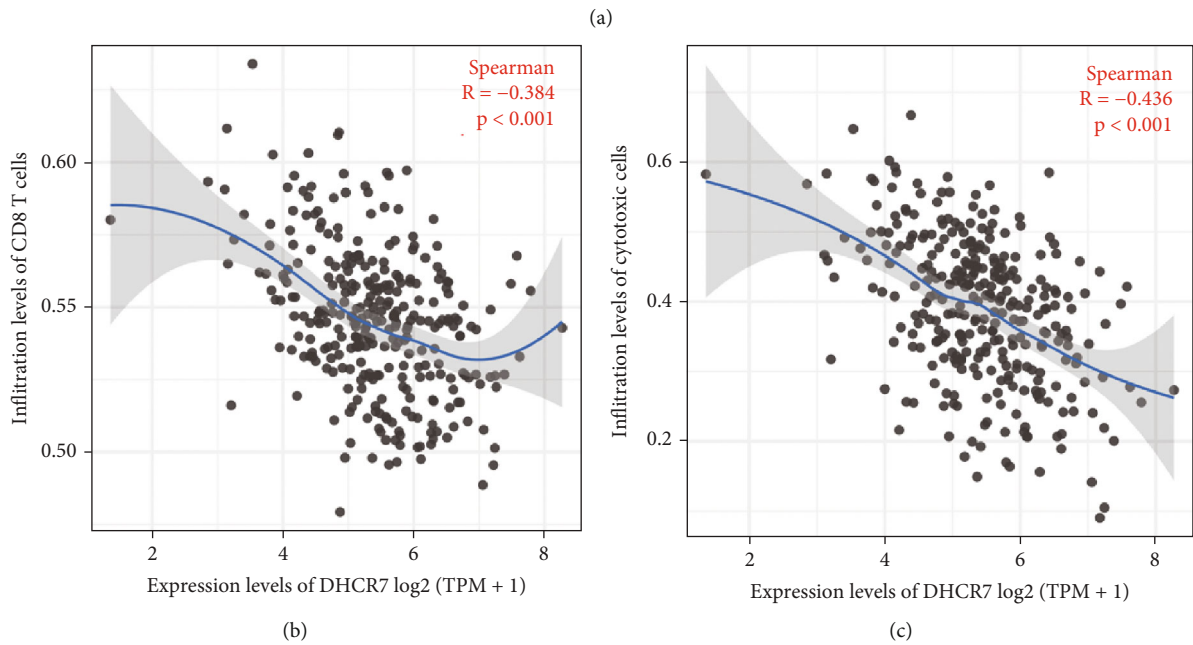 (a)
Spearman
R = −0.384
p < 0.001
0.60
0.55
0.50
Inflitration levels of CD8 T cells
2 4 6 8
Expression levels of DHCR7 log2 (TPM + 1)
(b)
Spearman
R = −0.436
p < 0.001
0.6
0.4
0.2
Inflitration levels of cytotoxic cells
2 4 6 8
Expression levels of DHCR7 log2 (TPM + 1)
(c)